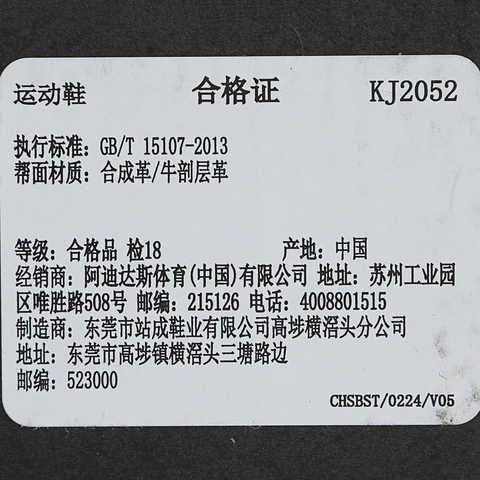 运动鞋 合格证 KJ2052
执行标准：GB/T 15107-2013
帮面材质：合成革/牛剖层革
等级：合格品 检18 产地：中国
经销商：阿迪达斯体育(中国)有限公司 地址：苏州工业园
区唯胜路508号 邮编：215126 电话：4008801515
制造商：东莞市站成鞋业有限公司高埗横滘头分公司
地址：东莞市高埗镇横滘头三塘路边
邮编：523000
CHSBST/0224/V05